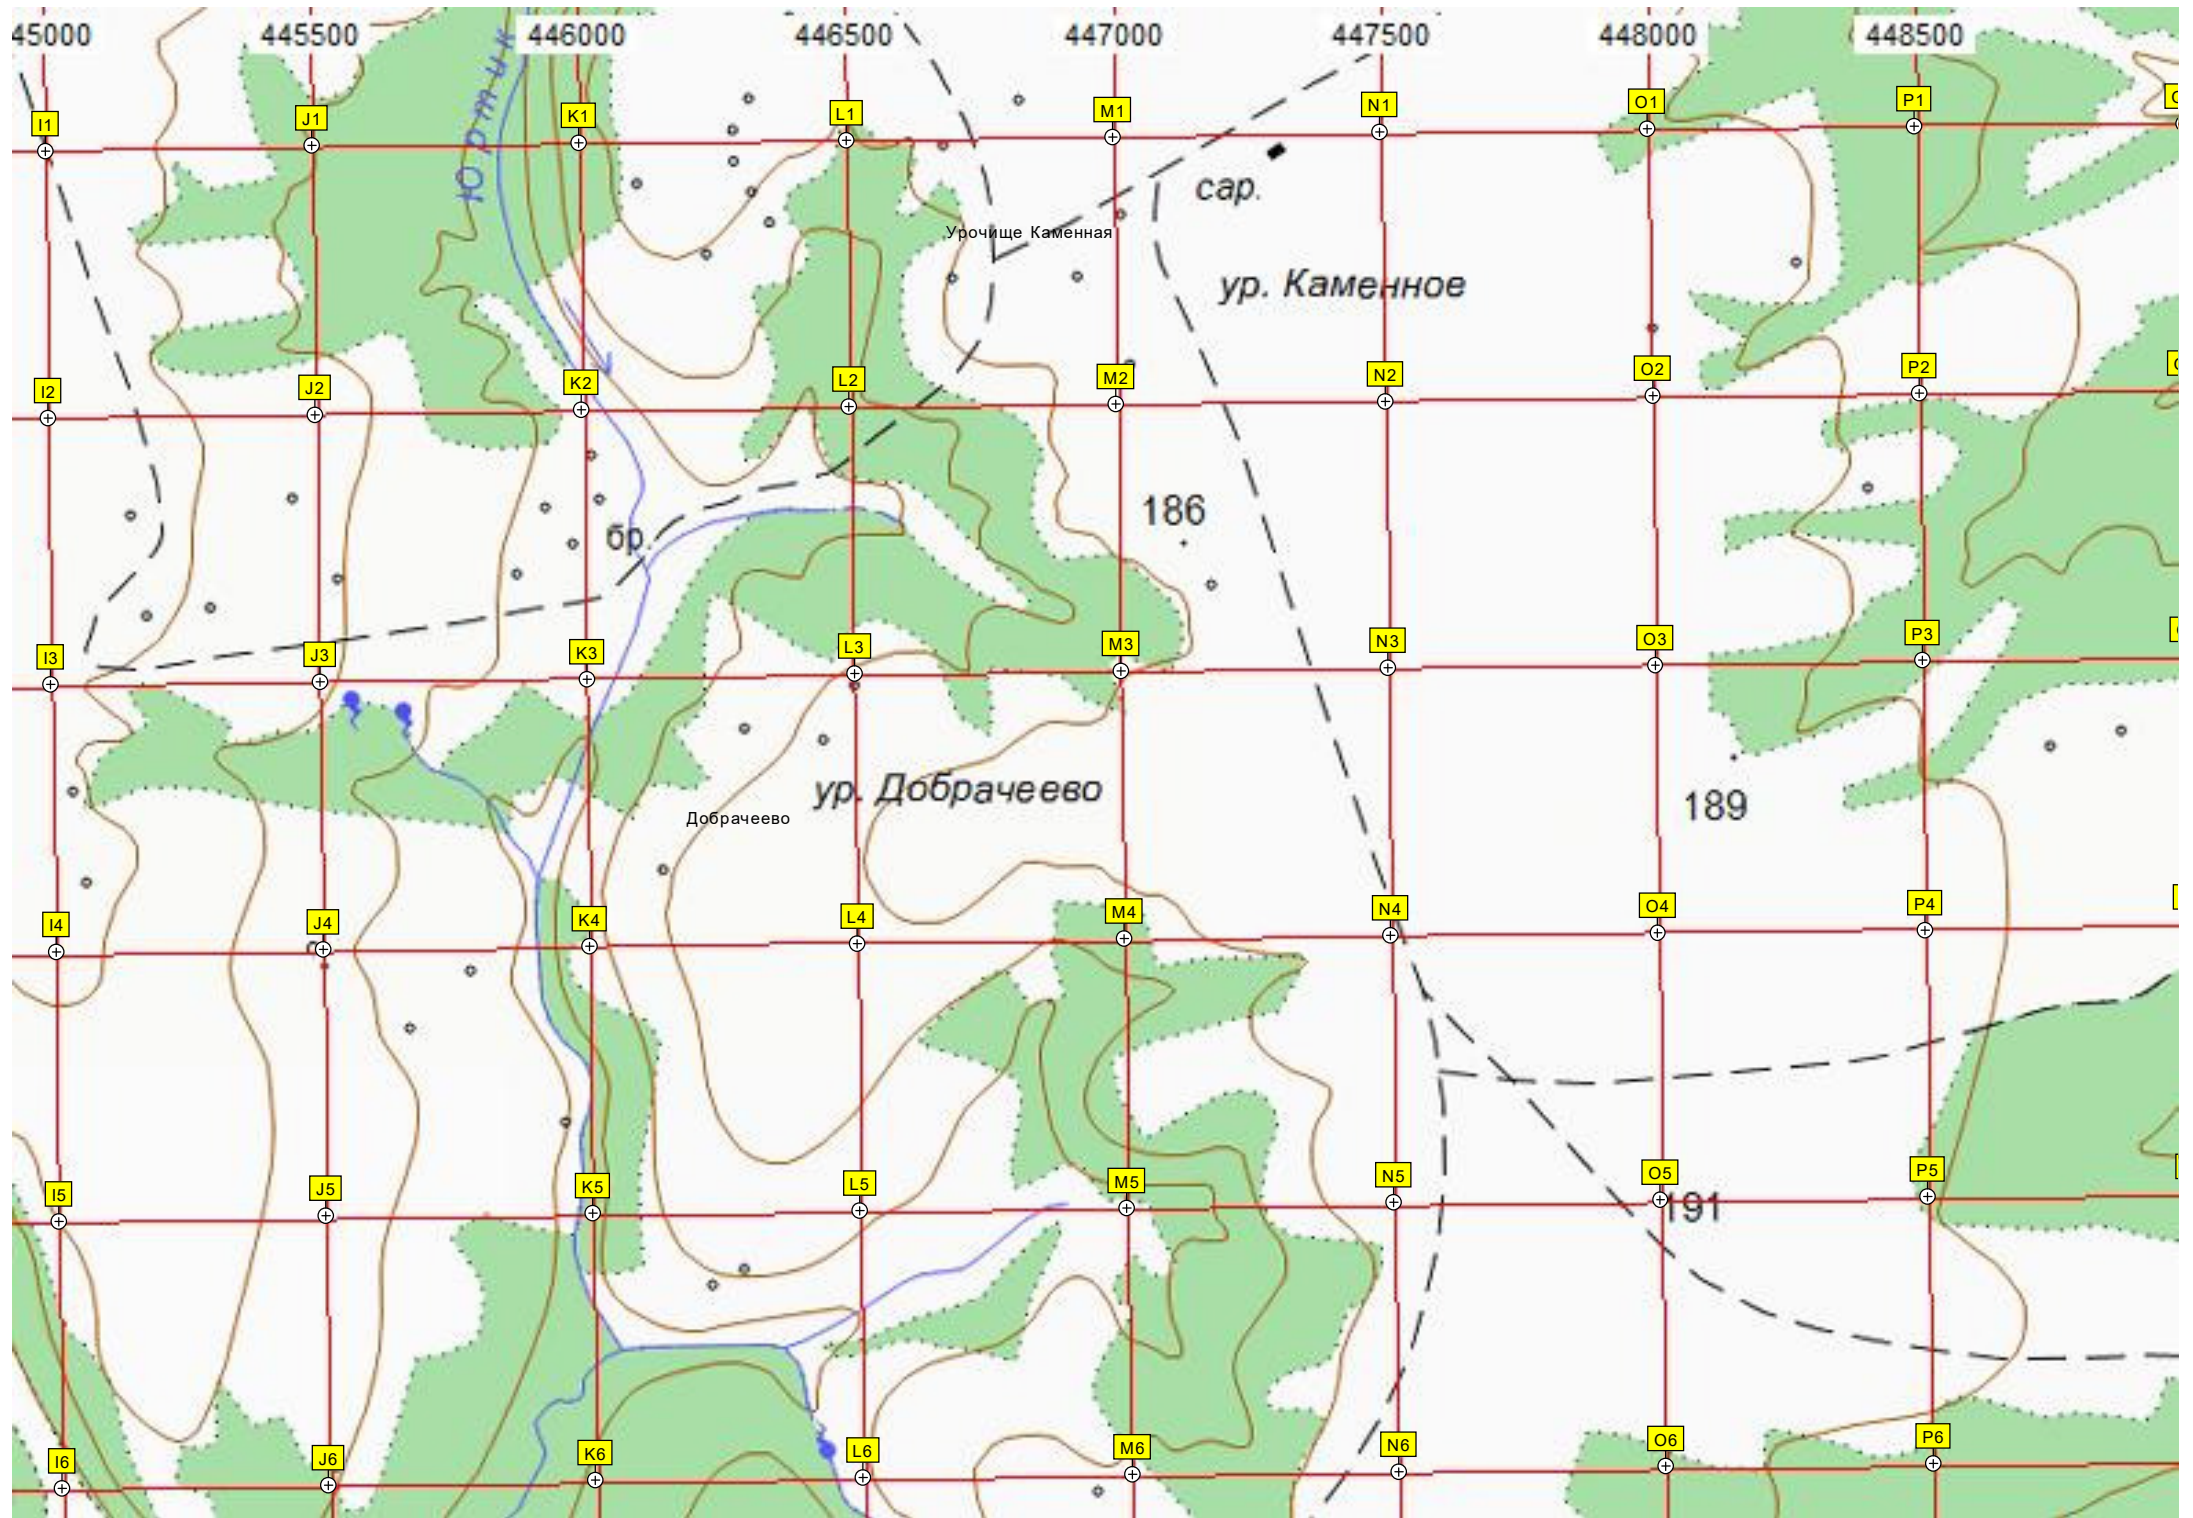 45000 445500 446000 446500 447000 447500 448000 448500
Юртик
I1 J1 K1 L1 M1 N1 O1 P1
сар.
Урочище Каменная
ур. Каменное
I2 J2 K2 L2 M2 N2 O2 P2
186
бр.
I3 J3 K3 L3 M3 N3 O3 P3
ур. Добрачеево
189
Добрачеево
I4 J4 K4 L4 M4 N4 O4 P4
I5 J5 K5 L5 M5 N5 O5 P5
191
I6 J6 K6 L6 M6 N6 O6 P6